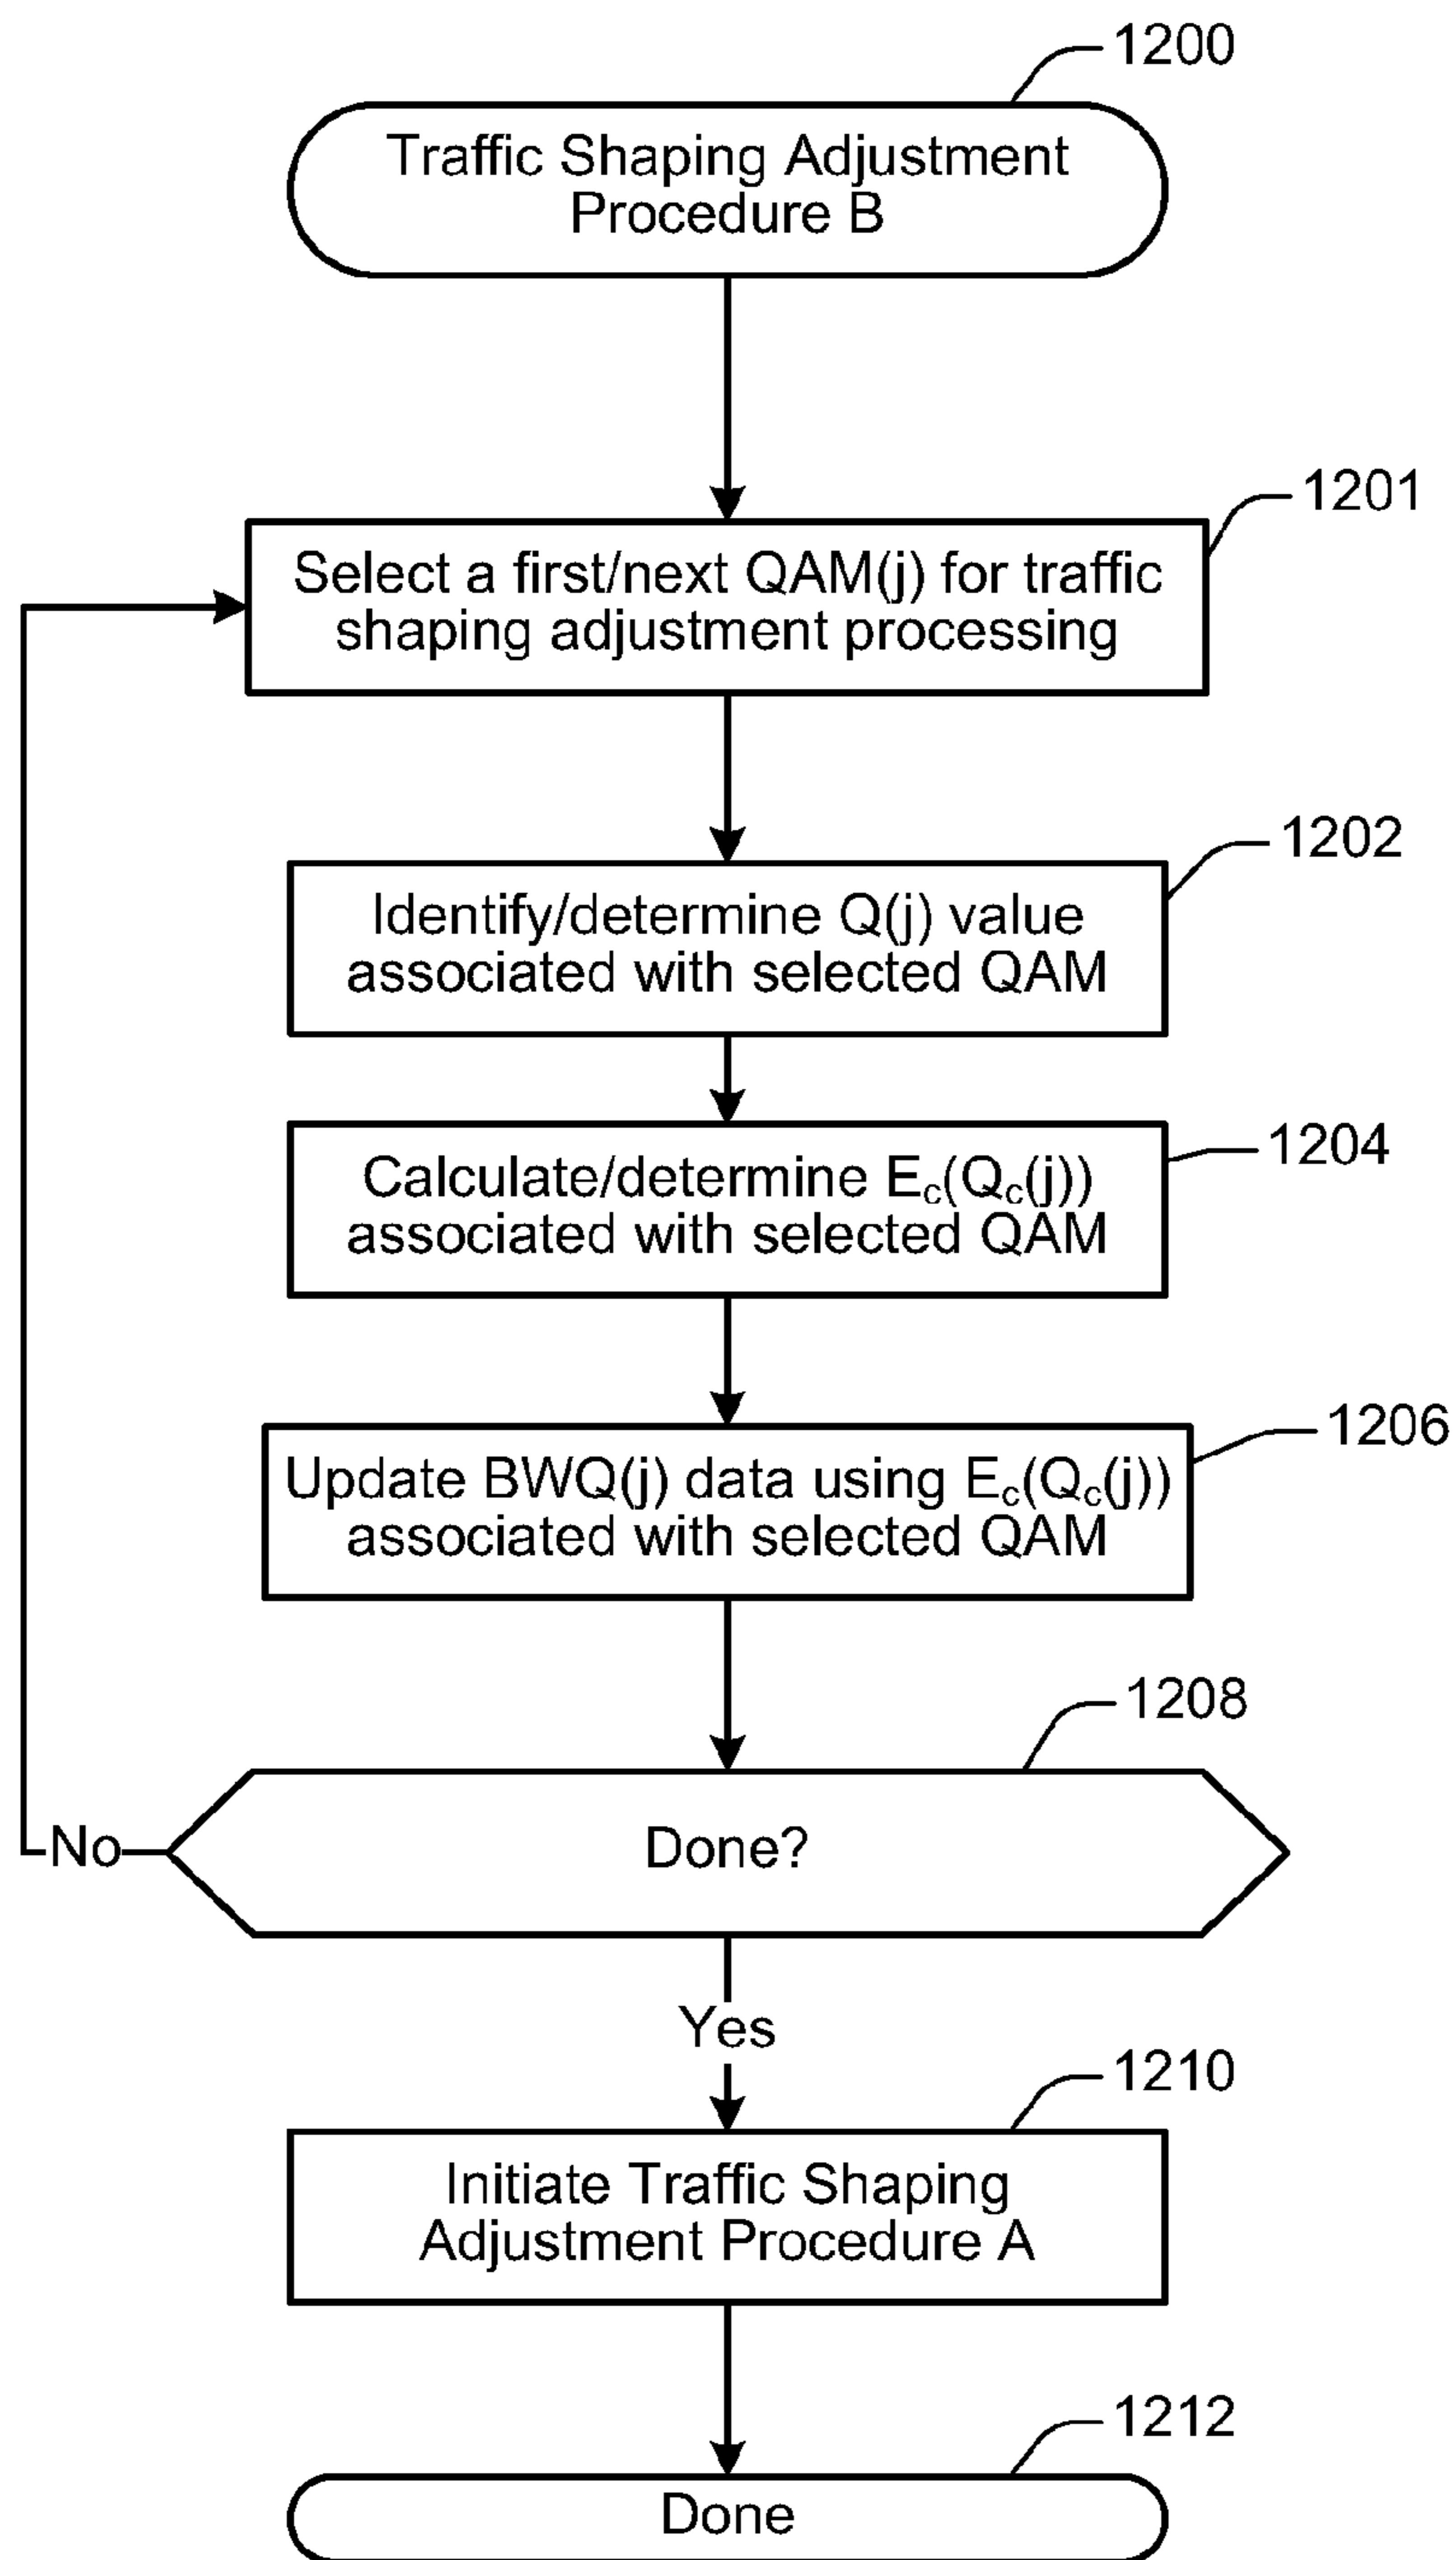 1200
Traffic Shaping Adjustment
Procedure B
1201
Select a first/next QAM(j) for traffic
shaping adjustment processing
1202
Identify/determine Q(j) value
associated with selected QAM
1204
Calculate/determine Ec(Qc(j))
associated with selected QAM
1206
Update BWQ(j) data using Ec(Qc(j))
associated with selected QAM
1208
Done?
No
Yes
1210
Initiate Traffic Shaping
Adjustment Procedure A
1212
Done